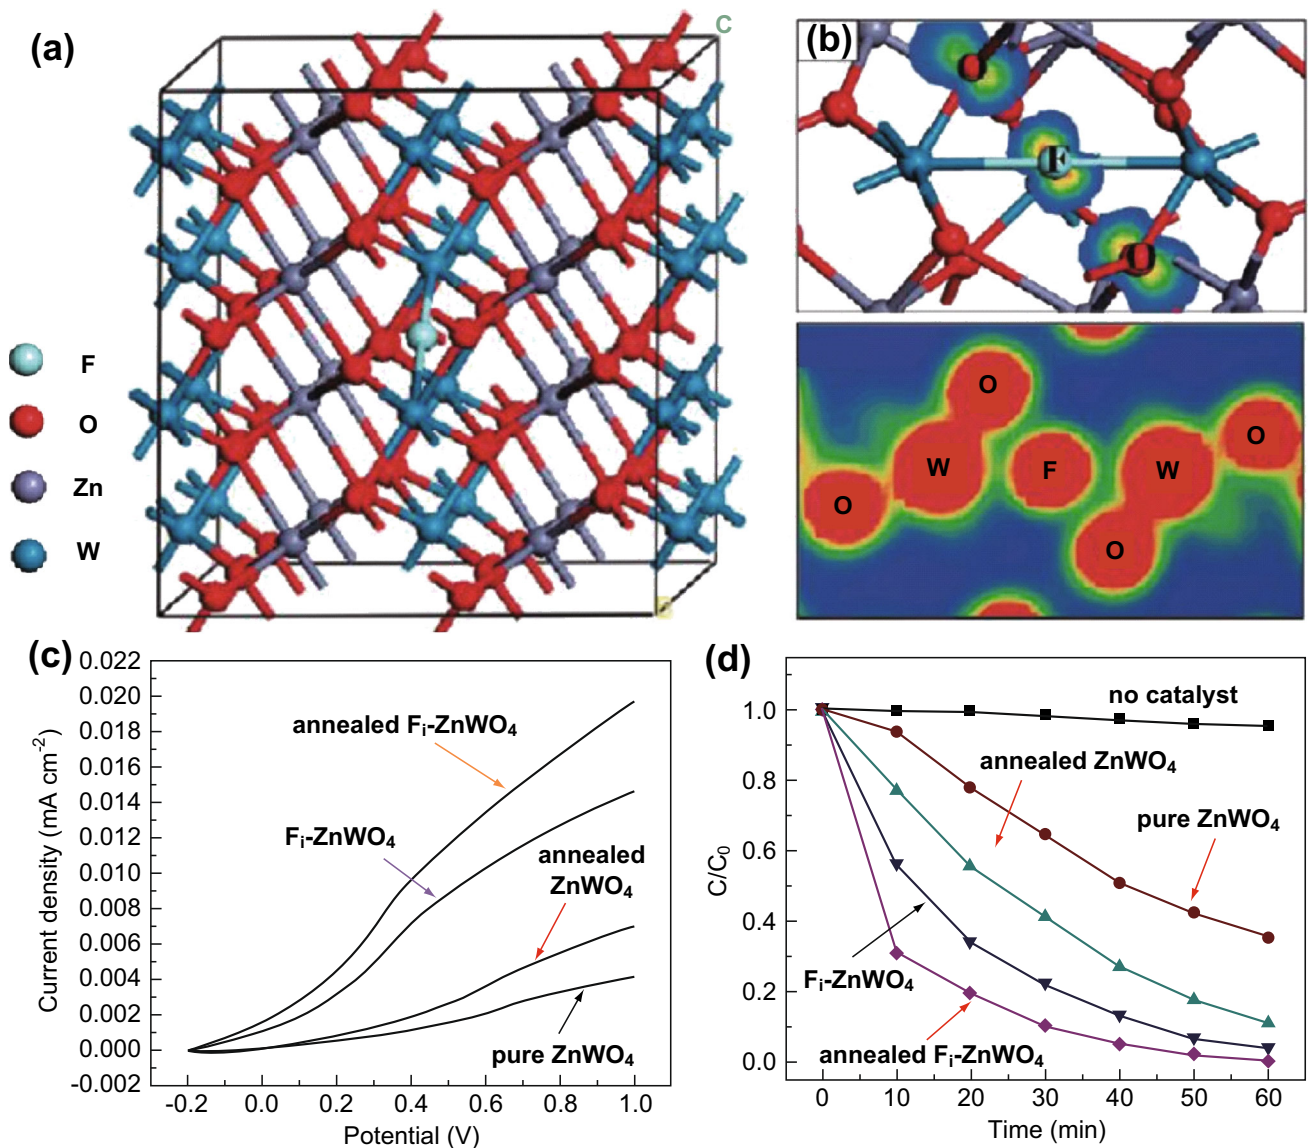 (a)
C
F
O
Zn
W
(b)
O
F
O
O
W
F
W
O
O
O
(c)
0.022
0.020
0.018
0.016
0.014
0.012
0.010
0.008
0.006
0.004
0.002
0.000
-0.002
Current density (mA cm⁻²)
annealed Fᵢ-ZnWO₄
Fᵢ-ZnWO₄
annealed
ZnWO₄
pure ZnWO₄
-0.2 0.0 0.2 0.4 0.6 0.8 1.0
Potential (V)
(d)
1.0
0.8
0.6
0.4
0.2
0.0
C/C₀
no catalyst
annealed ZnWO₄
pure ZnWO₄
Fᵢ-ZnWO₄
annealed Fᵢ-ZnWO₄
0 10 20 30 40 50 60
Time (min)